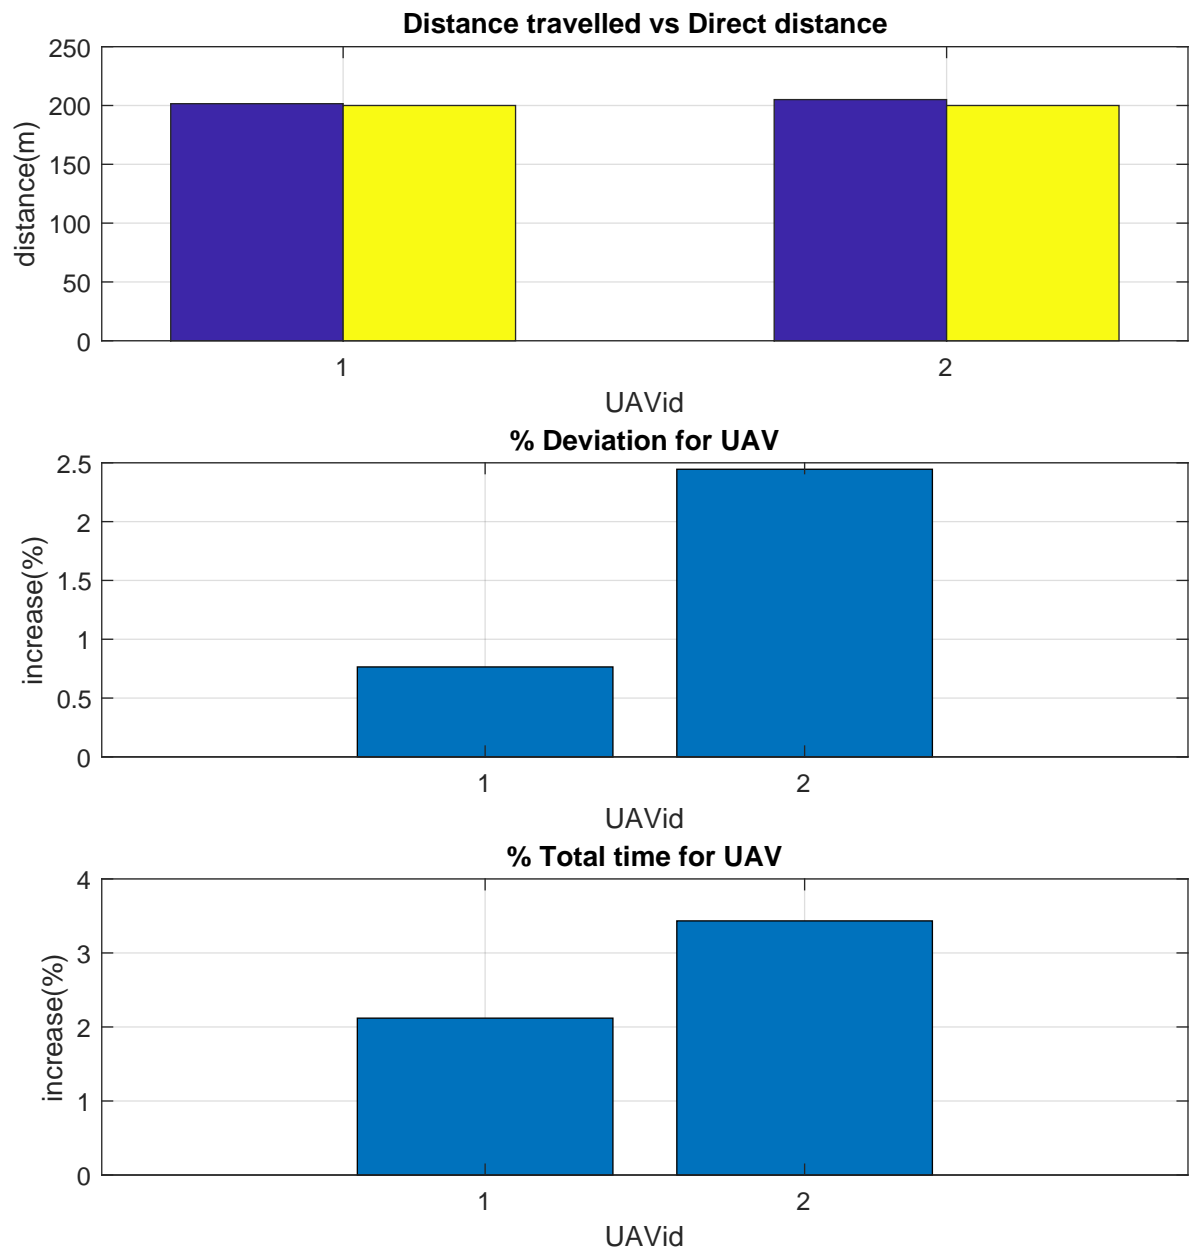 Distance travelled vs Direct distance
250
200
150
100
50
0
distance(m)
1 2
UAVid
% Deviation for UAV
2.5
2
1.5
1
0.5
0
increase(%)
1 2
UAVid
% Total time for UAV
4
3
2
1
0
increase(%)
1 2
UAVid